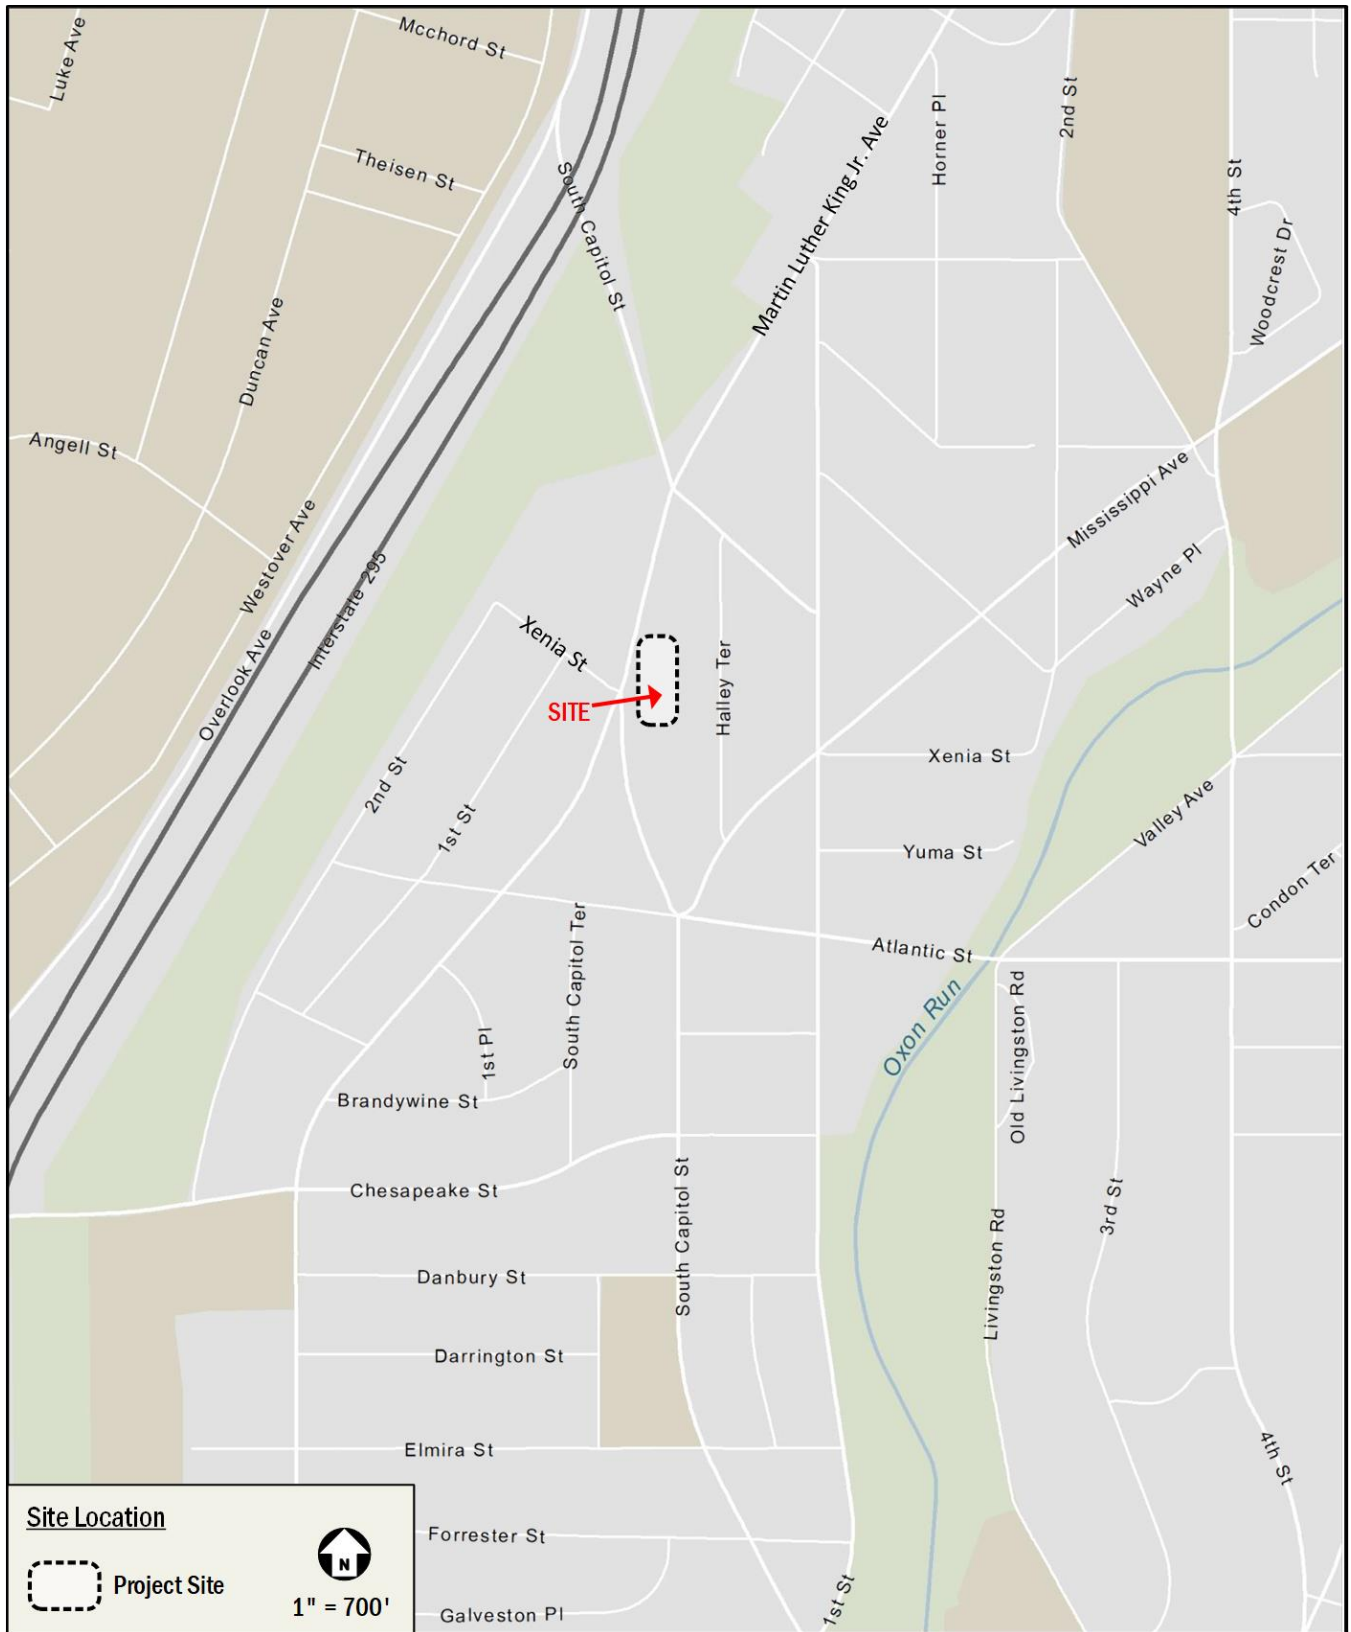 Luke Ave
Mcchord St
Theisen St
South Capitol St
Martin Luther King Jr. Ave
Horner Pl
2nd St
4th St
Woodcrest Dr
Duncan Ave
Angell St
Westover Ave
Mississippi Ave
Wayne Pl
Interstate 295
Overlook Ave
Xenia St
SITE
Halley Ter
2nd St
1st St
Xenia St
Yuma St
Valley Ave
Condon Ter
South Capitol Ter
Atlantic St
Oxon Run
Old Livingston Rd
1st Pl
Brandywine St
Chesapeake St
South Capitol St
3rd St
Livingston Rd
Danbury St
Darrington St
Elmira St
4th St
Forrester St
1st St
Galveston Pl
Site Location
Project Site
N
1" = 700'